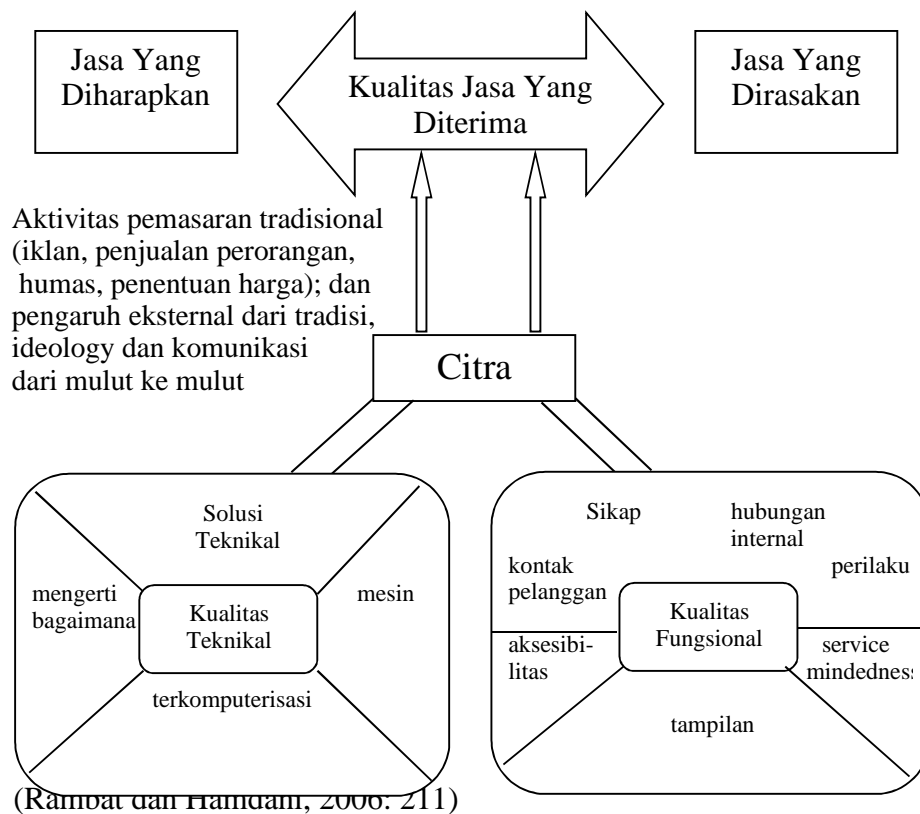 Jasa Yang
Diharapkan
Kualitas Jasa Yang
Diterima
Jasa Yang
Dirasakan
Aktivitas pemasaran tradisional
(iklan, penjualan perorangan,
humas, penentuan harga); dan
pengaruh eksternal dari tradisi,
ideology dan komunikasi
dari mulut ke mulut
Citra
Solusi
Teknikal
mengerti
bagaimana
Kualitas
Teknikal
mesin
terkomputerisasi
Sikap
hubungan
internal
kontak
pelanggan
perilaku
Kualitas
Fungsional
aksesibi-
litas
service
mindedness
tampilan
(Rambat dan Hamdani, 2006: 211)